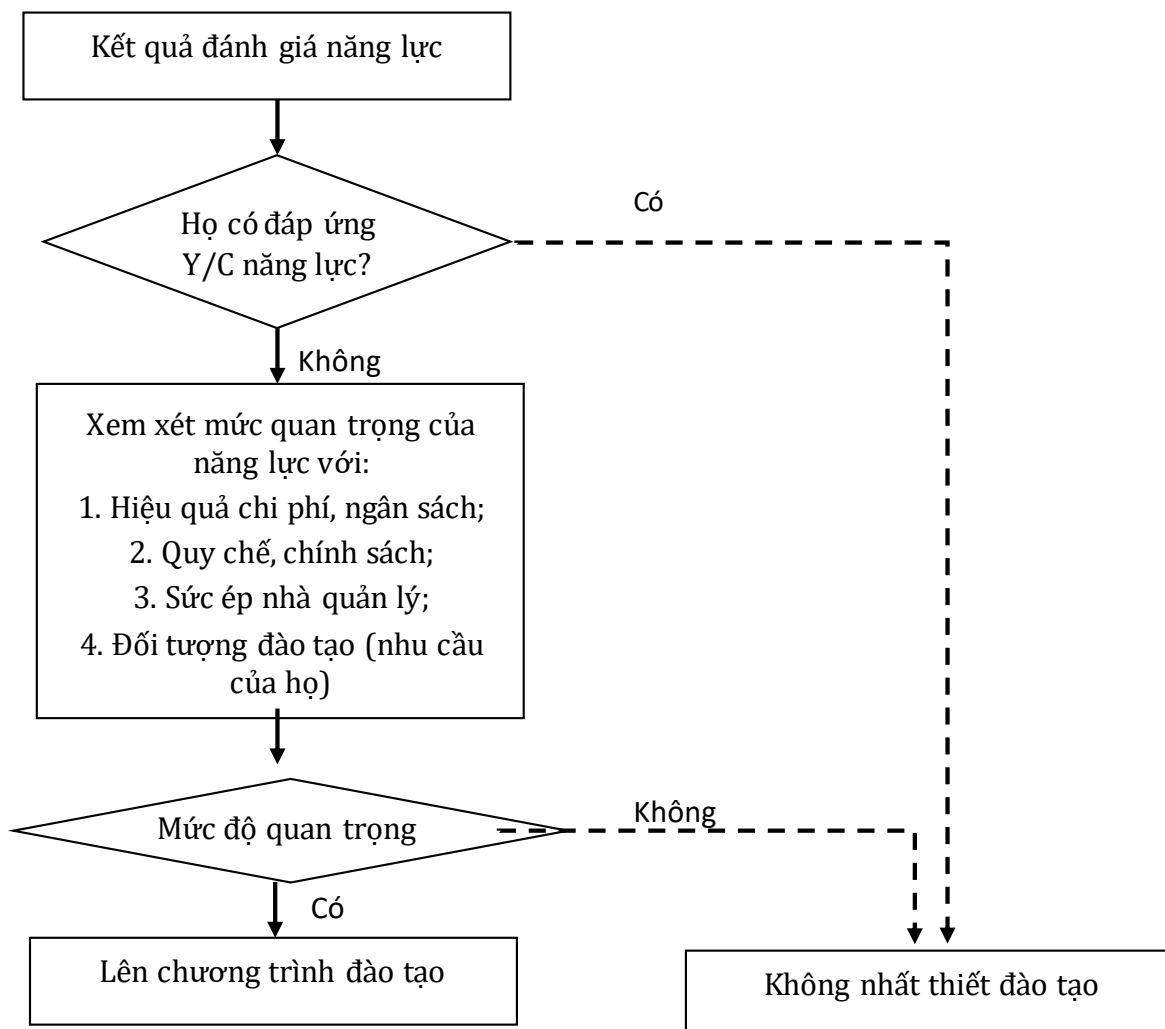 Kết quả đánh giá năng lực
Có
Họ có đáp ứng
Y/C năng lực?
Không
Xem xét mức quan trọng của
năng lực với:
1. Hiệu quả chi phí, ngân sách;
2. Quy chế, chính sách;
3. Sức ép nhà quản lý;
4. Đối tượng đào tạo (nhu cầu
của họ)
Mức độ quan trọng
Không
Có
Lên chương trình đào tạo
Không nhất thiết đào tạo